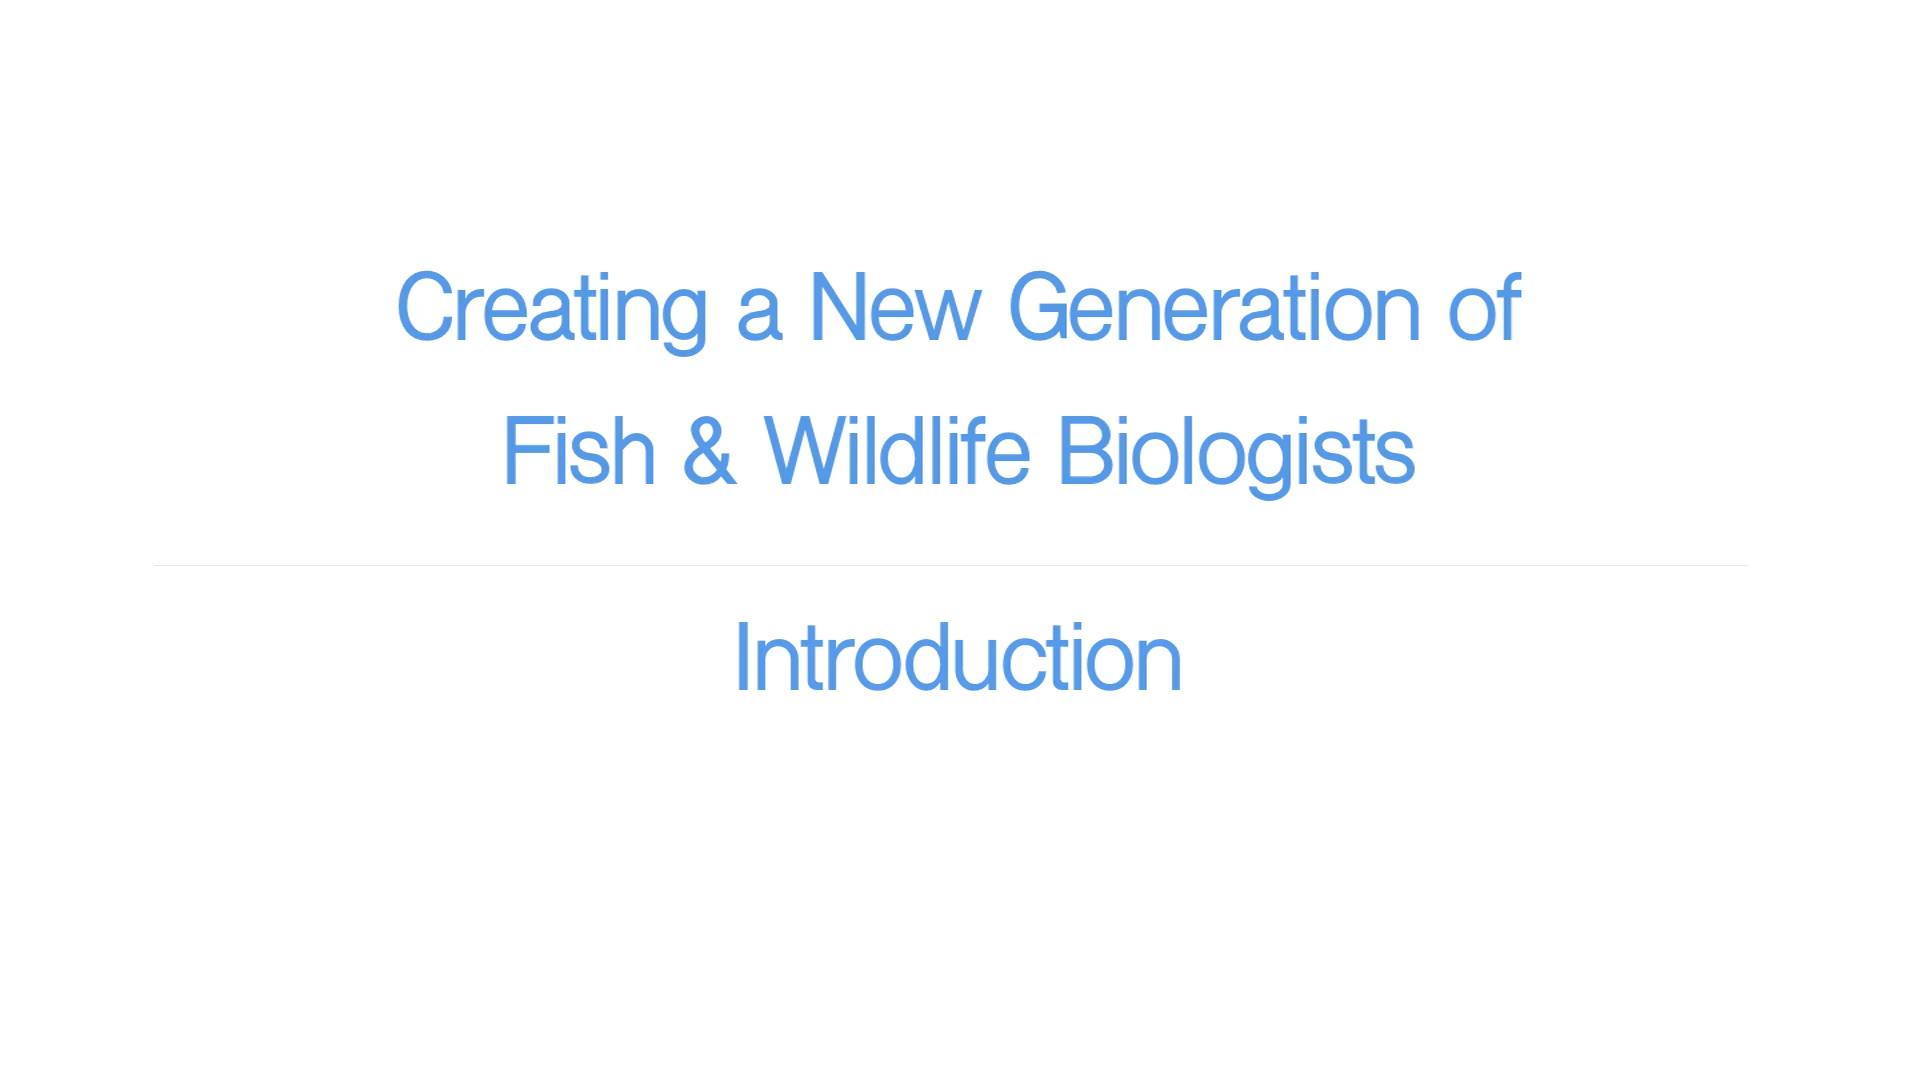 Creating a New Generation of
Fish & Wildlife Biologists
Introduction